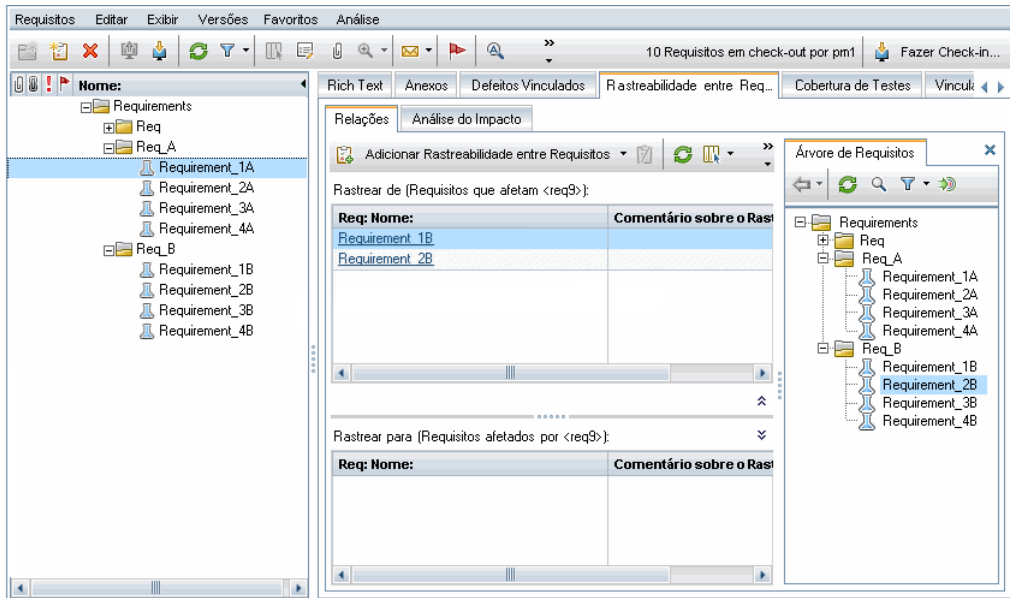 Requisitos Editar Exibir Versões Favoritos Análise
10 Requisitos em check-out por pm1 Fazer Check-in...
Nome:
Requirements
Req
Req_A
Requirement_1A
Requirement_2A
Requirement_3A
Requirement_4A
Req_B
Requirement_1B
Requirement_2B
Requirement_3B
Requirement_4B
Rich Text Anexos Defeitos Vinculados Rastreabilidade entre Req... Cobertura de Testes
Relações Análise do Impacto
Adicionar Rastreabilidade entre Requisitos
Rastrear de (Requisitos que afetam <req9>):
Req: Nome: Comentário sobre o Rast
Requirement_1B
Requirement_2B
Rastrear para (Requisitos afetados por <req9>):
Req: Nome: Comentário sobre o Rast
Árvore de Requisitos
Requirements
Req
Req_A
Requirement_1A
Requirement_2A
Requirement_3A
Requirement_4A
Req_B
Requirement_1B
Requirement_2B
Requirement_3B
Requirement_4B